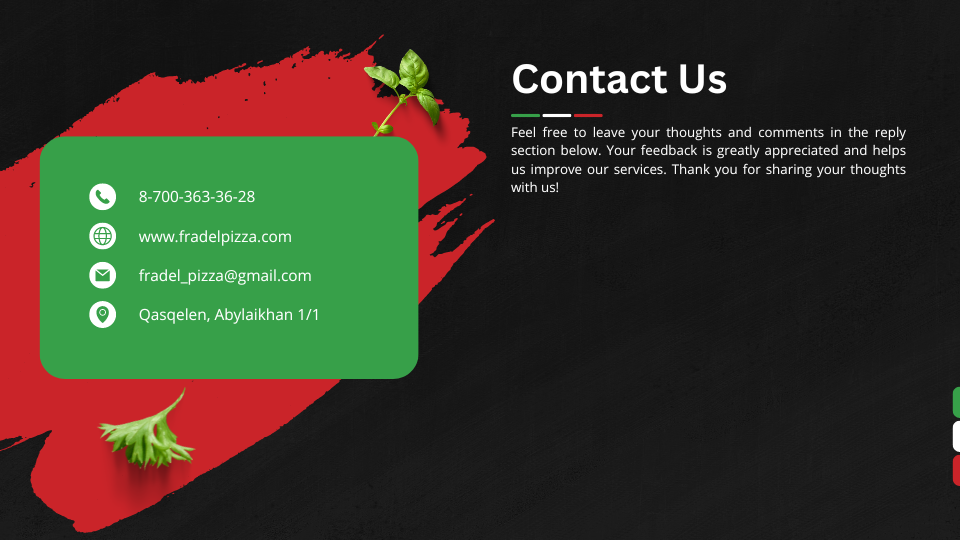 Contact Us
Feel free to leave your thoughts and comments in the reply
section below. Your feedback is greatly appreciated and helps
us improve our services. Thank you for sharing your thoughts
with us!
8-700-363-36-28
www.fradelpizza.com
fradel_pizza@gmail.com
Qasqelen, Abylaikhan 1/1